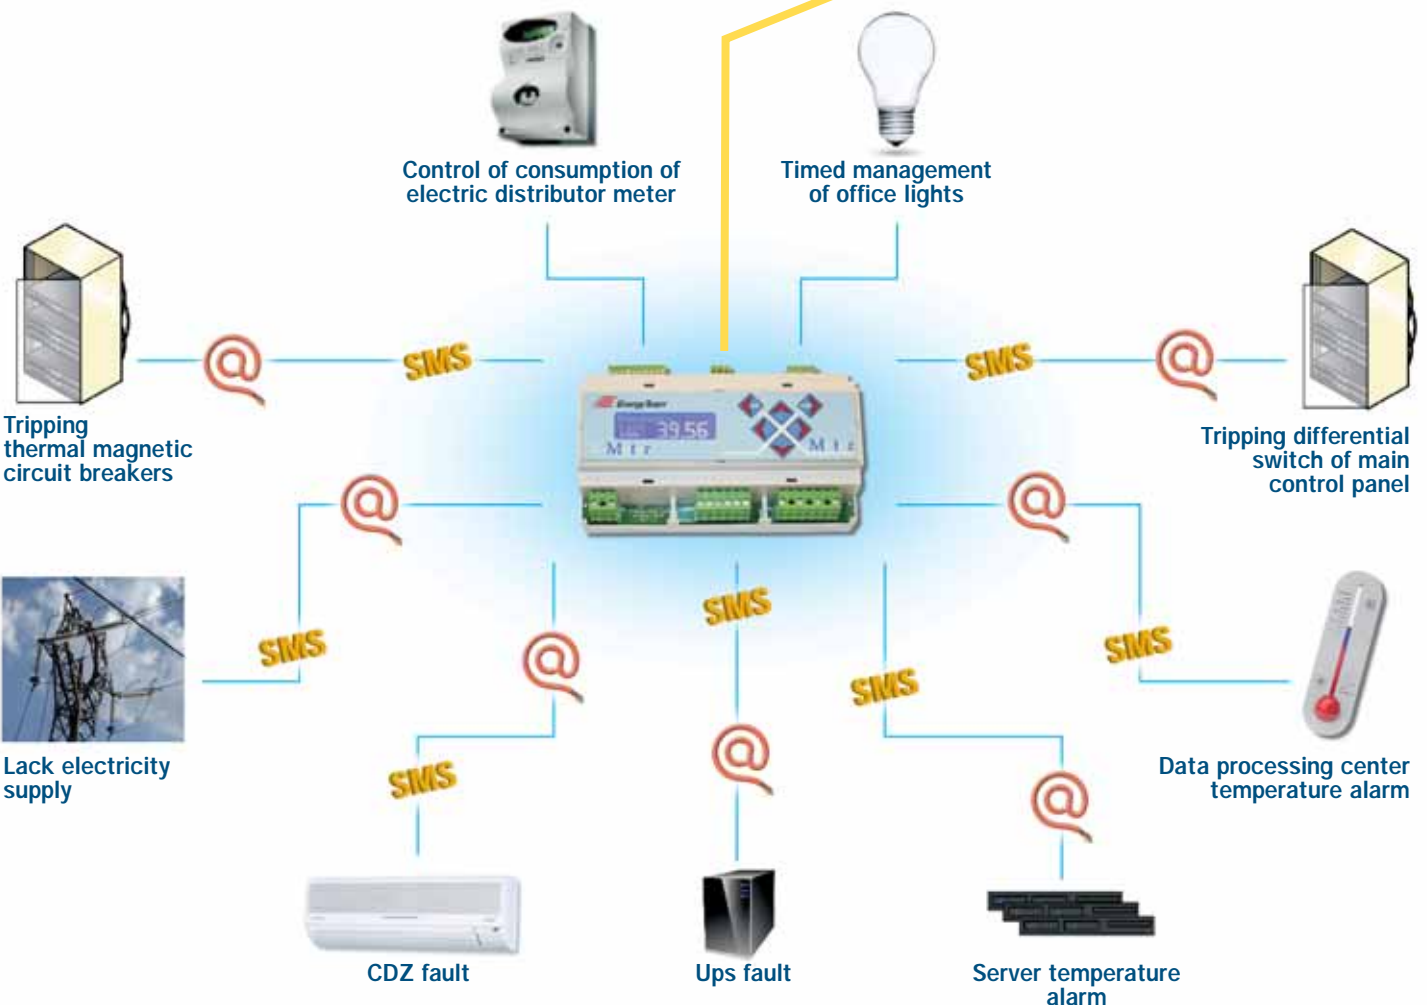 Control of consumption of
electric distributor meter
Timed management
of office lights
SMS
SMS
Tripping
thermal magnetic
circuit breakers
39.56
Mtr
Mtr
Tripping differential
switch of main
control panel
SMS
SMS
SMS
SMS
Lack electricity
supply
SMS
Data processing center
temperature alarm
CDZ fault
Ups fault
Server temperature
alarm